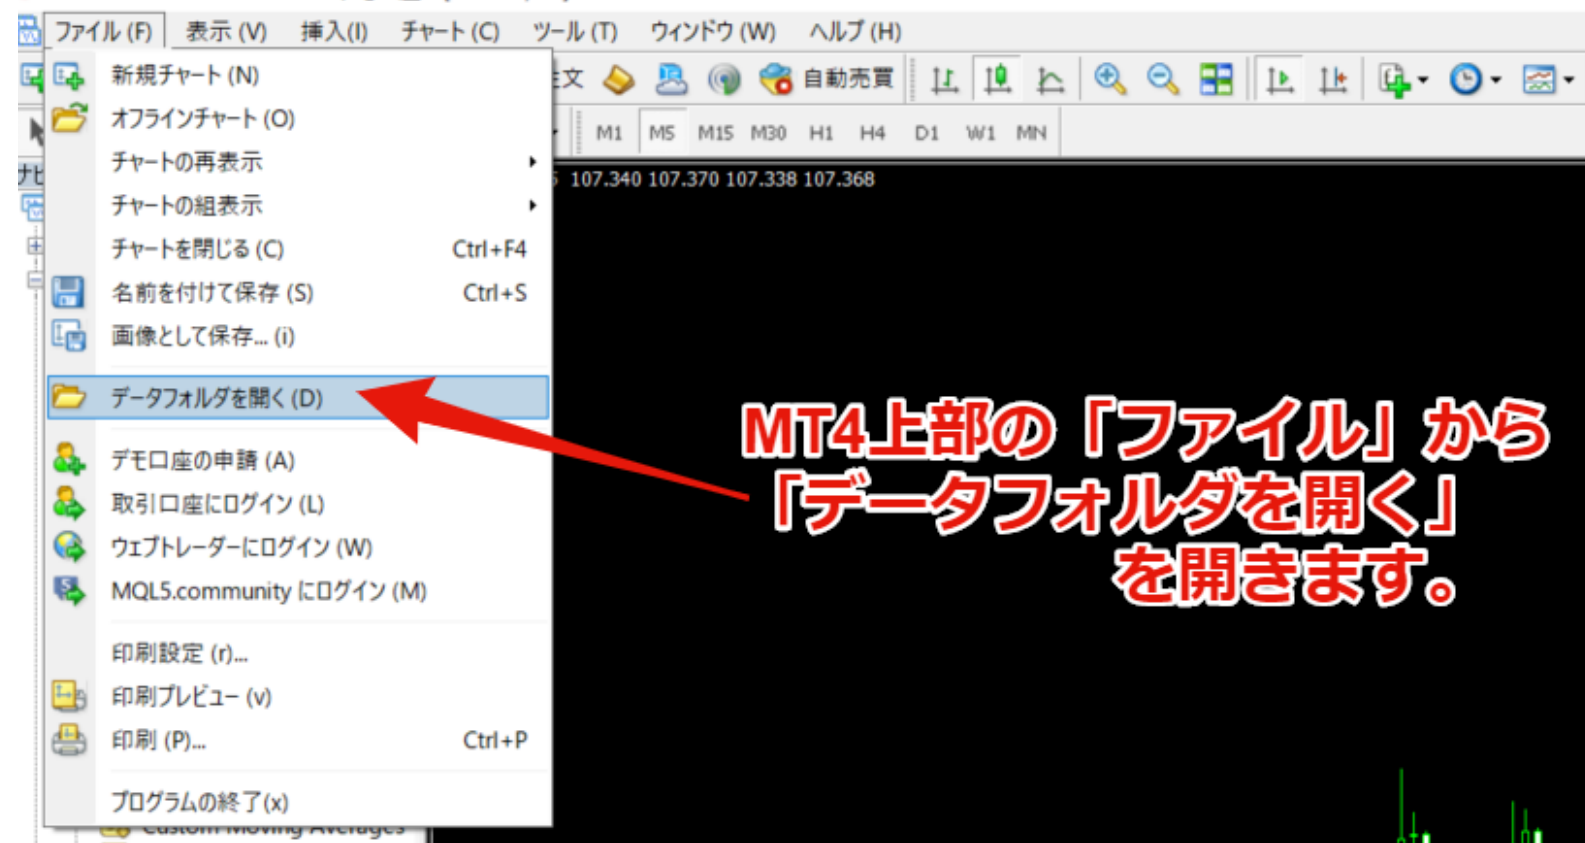 ファイル (F) 表示 (V) 挿入(I) チャート (C) ツール (T) ウィンドウ (W) ヘルプ (H)
新規チャート (N)
文 自動売買
オフラインチャート (O)
M1 M5 M15 M30 H1 H4 D1 W1 MN
チャートの再表示
ナビ
107.340 107.370 107.338 107.368
チャートの組表示
チャートを閉じる (C) Ctrl+F4
名前を付けて保存 (S) Ctrl+S
画像として保存... (i)
データフォルダを開く (D)
デモ口座の申請 (A)
取引口座にログイン (L)
ウェブトレーダーにログイン (W)
MQL5.community にログイン (M)
印刷設定 (r)...
印刷プレビュー (v)
印刷 (P)... Ctrl+P
プログラムの終了(x)
Custom Moving Averages
MT4上部の「ファイル」から
「データフォルダを開く」
を開きます。